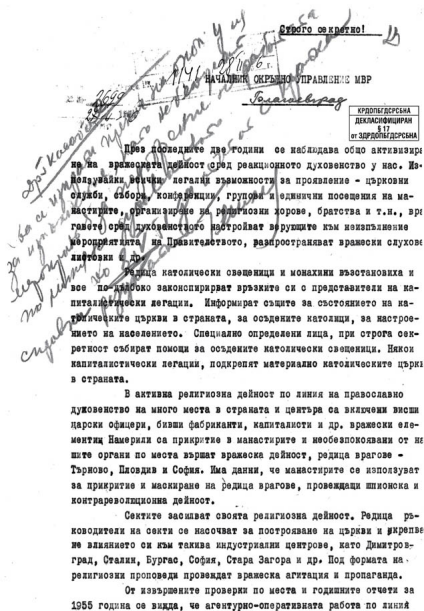 Строго секретно!
НАЧАЛНИК ОКРЪЖНО УПРАВЛЕНИЕ МВР
Благоевград
КРДОПБГДСРСБНА
ДЕКЛАСИФИЦИРАН
§ 17
от ЗДРДОПБГДСРСБНА
През последните две години се наблюдава общо активизира
не на вражеската дейност сред реакционното духовенство у нас. Из-
ползувайки всички легални възможности за проявление - църковни
служби, събори, конференции, групови и единични посещения на ма-
настирите, организиране на религиозни хорове, братства и т.н., вра
говете сред духовенството настройват верующите към неизпълнение
мероприятията на Правителството, разпространяват вражески слухове
листовки и др.
Редица католически свещеници и монахини възстановиха и
все по-дълбоко законспирират връзките си с представители на ка-
питалистически легации. Информират същите за състоянието на ка-
толическите църкви в страната, за осъдените католици, за настрое-
нието на населението. Специално определени лица, при строга сек-
ретност събират помощи за осъдените католически свещеници. Някои
капиталистически легации, подкрепят материално католическите църкв
в страната.
В активна религиозна дейност по линия на православно
духовенство на много места в страната и центъра са включени висши
царски офицери, бивши фабриканти, капиталисти и др. вражески еле-
менти. Намерили са прикритие в манастирите и необезпокоявани от на
шите органи по места вършат вражеска дейност, редица врагове -
Търново, Пловдив и София. Има данни, че манастирите се използуват
за прикритие и маскиране на редица врагове, провеждащи шпионска и
контрареволюционна дейност.
Сектите засилват своята религиозна дейност. Редица ръ-
ководители на секти се насочват за построяване на църкви и укрепва
не влиянието си към такива индустриални центрове, като Димитров-
град, Сталин, Бургас, София, Стара Загора и др. Под формата на
религиозни проповеди провеждат вражеска агитация и пропаганда.
От извършените проверки по места и годишните отчети за
1955 година се вижда, че агентурно-оперативната работа по линия